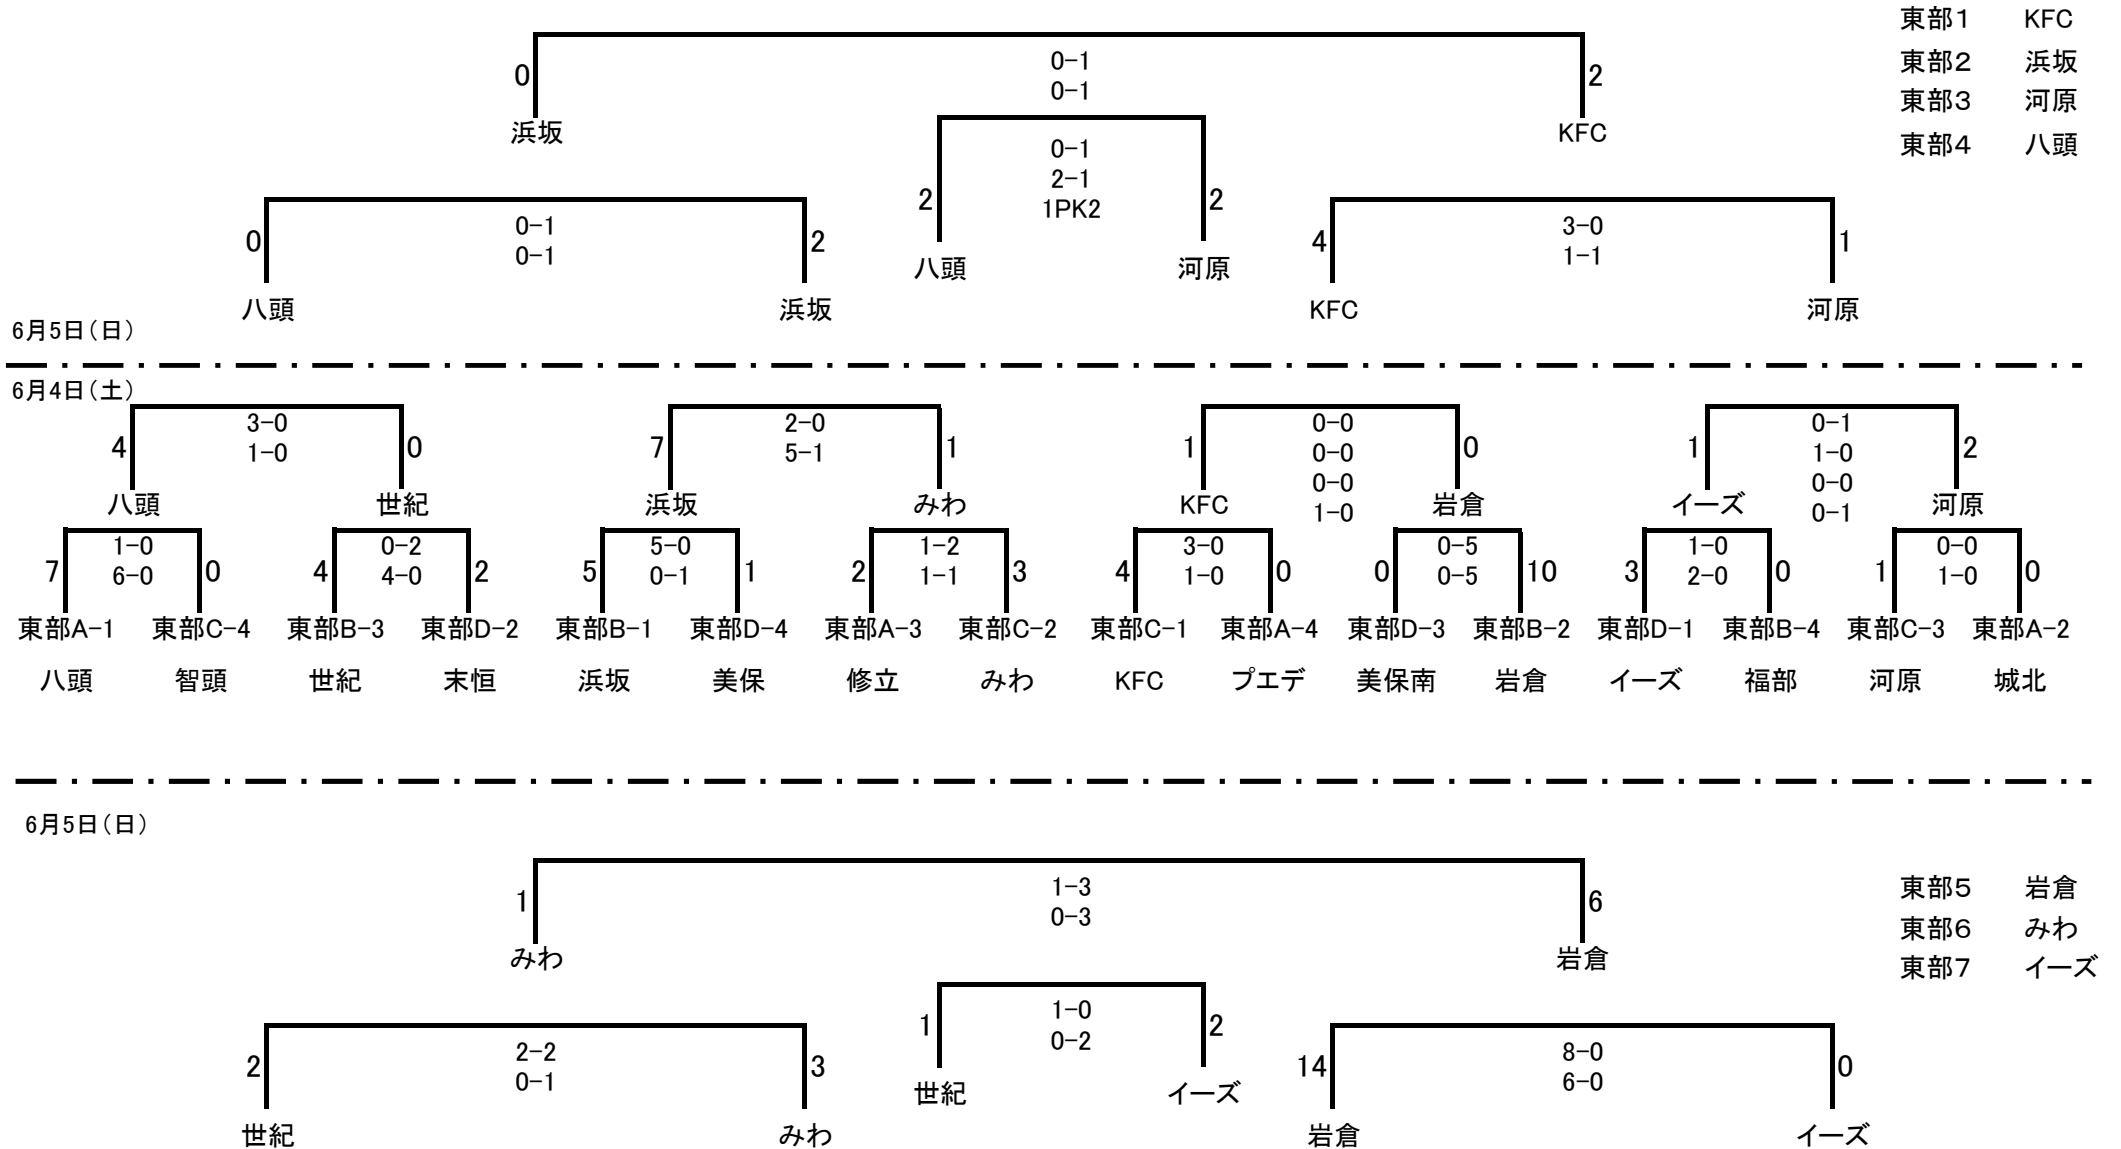 東部1 KFC
0-1
0 2 東部2 浜坂
0-1
東部3 河原
浜坂 KFC
東部4 八頭
0-1
2-1
2 2
1PK2
0-1 3-0
0 2 4 1
0-1 1-1
八頭 河原
八頭 浜坂 KFC 河原
6月5日(日)
6月4日(土)
3-0 2-0 0-0 0-1
4 0 7 1 1 0 1 2
1-0 5-1 0-0 1-0
0-0 0-0
八頭 世紀 浜坂 みわ KFC 岩倉 イーズ 河原
1-0 0-1
1-0 0-2 5-0 1-2 3-0 0-5 1-0 0-0
7 0 4 2 5 1 2 3 4 0 0 10 3 0 1 0
6-0 4-0 0-1 1-1 1-0 0-5 2-0 1-0
東部A-1 東部C-4 東部B-3 東部D-2 東部B-1 東部D-4 東部A-3 東部C-2 東部C-1 東部A-4 東部D-3 東部B-2 東部D-1 東部B-4 東部C-3 東部A-2
八頭 智頭 世紀 末恒 浜坂 美保 修立 みわ KFC プエデ 美保南 岩倉 イーズ 福部 河原 城北
6月5日(日)
1-3 東部5 岩倉
1 6
0-3
東部6 みわ
みわ 岩倉
東部7 イーズ
1-0
1 2
0-2
2-2 8-0
2 3 14 0
0-1 6-0
世紀 イーズ
世紀 みわ 岩倉 イーズ